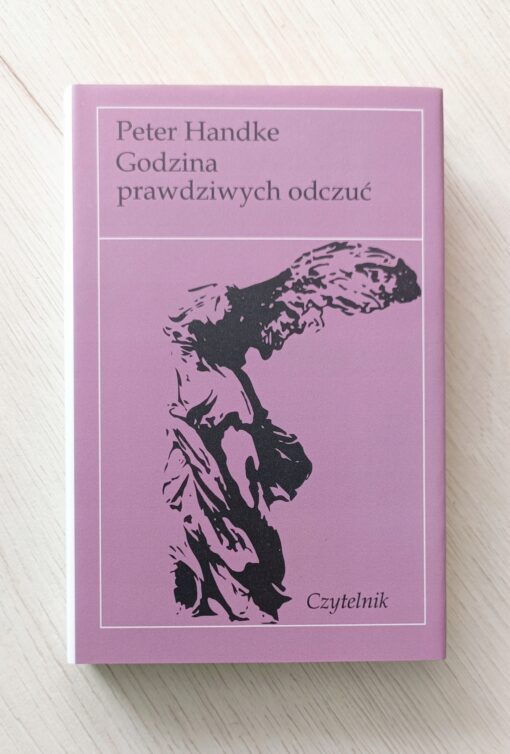 Peter Handke
Godzina
prawdziwych odczuć
Czytelnik